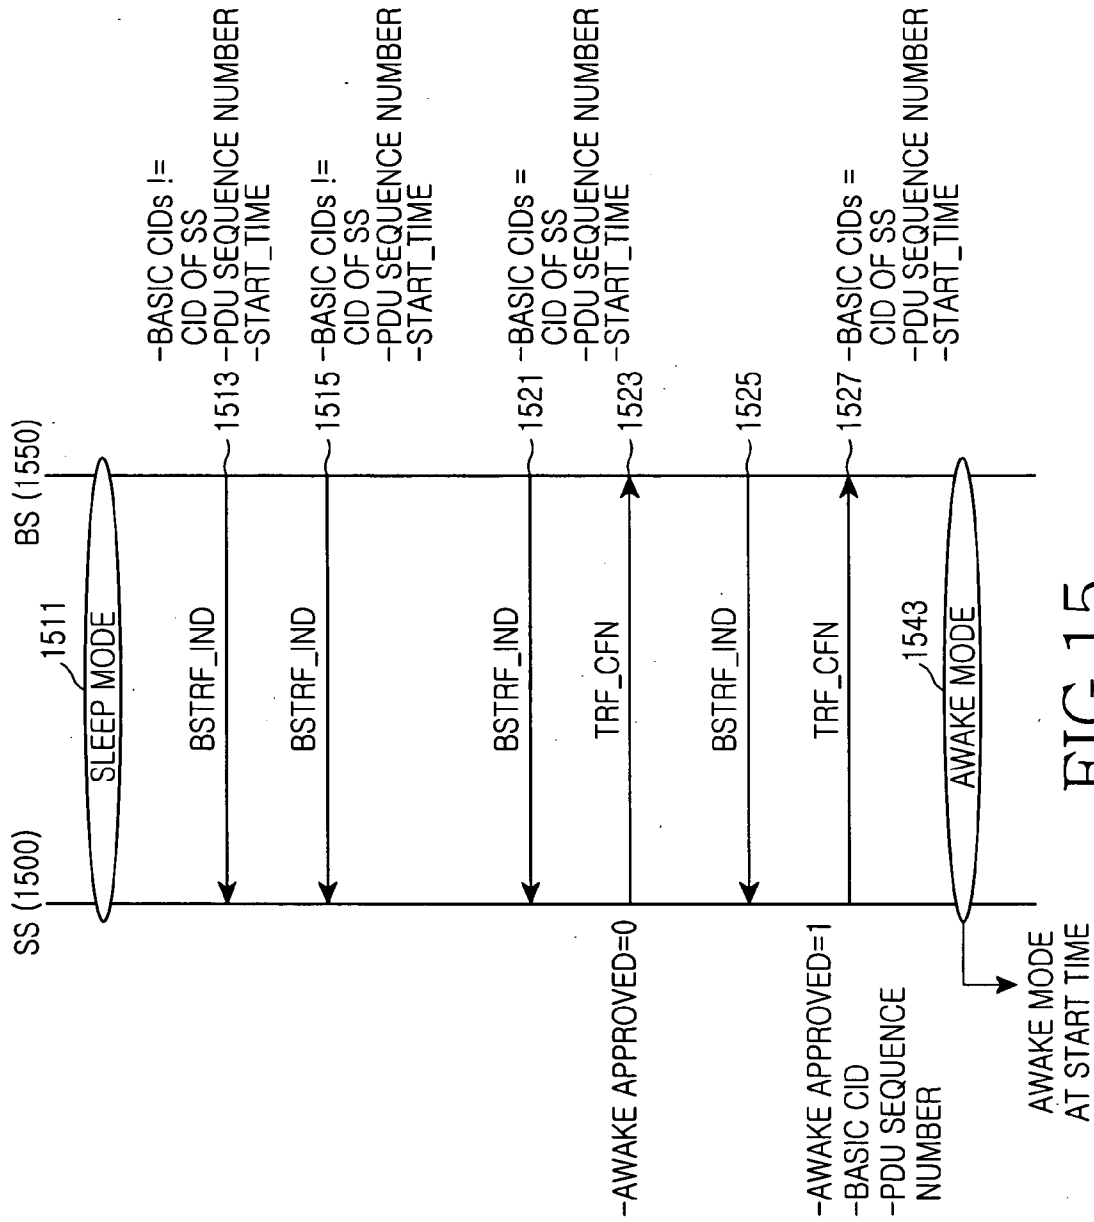 SS (1500)
BS (1550)
1511
SLEEP MODE
-BASIC CIDs !=
CID OF SS
BSTRF_IND
1513
-PDU SEQUENCE NUMBER
-START_TIME
BSTRF_IND
1515
-BASIC CIDs !=
CID OF SS
-PDU SEQUENCE NUMBER
-START_TIME
BSTRF_IND
1521
-BASIC CIDs =
CID OF SS
-PDU SEQUENCE NUMBER
-START_TIME
-AWAKE APPROVED=0
TRF_CFN
1523
BSTRF_IND
1525
-AWAKE APPROVED=1
-BASIC CID
-PDU SEQUENCE
NUMBER
TRF_CFN
1527
-BASIC CIDs =
CID OF SS
-PDU SEQUENCE NUMBER
-START_TIME
1543
AWAKE MODE
AWAKE MODE
AT START TIME
FIG.15